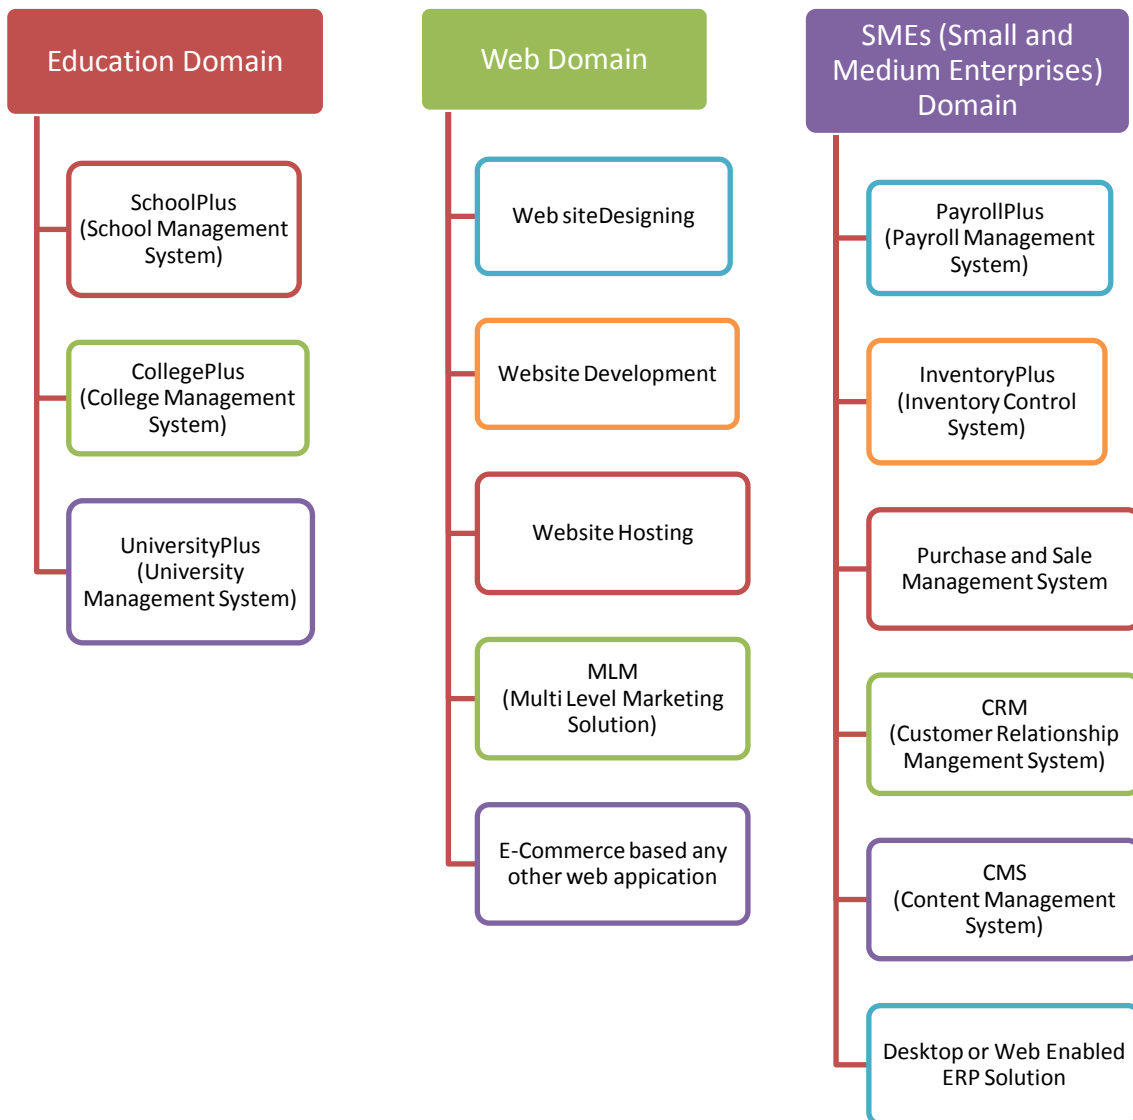 Education Domain
SchoolPlus
(School Management
System)
CollegePlus
(College Management
System)
UniversityPlus
(University
Management System)
Web Domain
Web siteDesigning
Website Development
Website Hosting
MLM
(Multi Level Marketing
Solution)
E-Commerce based any
other web appication
SMEs (Small and
Medium Enterprises)
Domain
PayrollPlus
(Payroll Management
System)
InventoryPlus
(Inventory Control
System)
Purchase and Sale
Management System
CRM
(Customer Relationship
Mangement System)
CMS
(Content Management
System)
Desktop or Web Enabled
ERP Solution